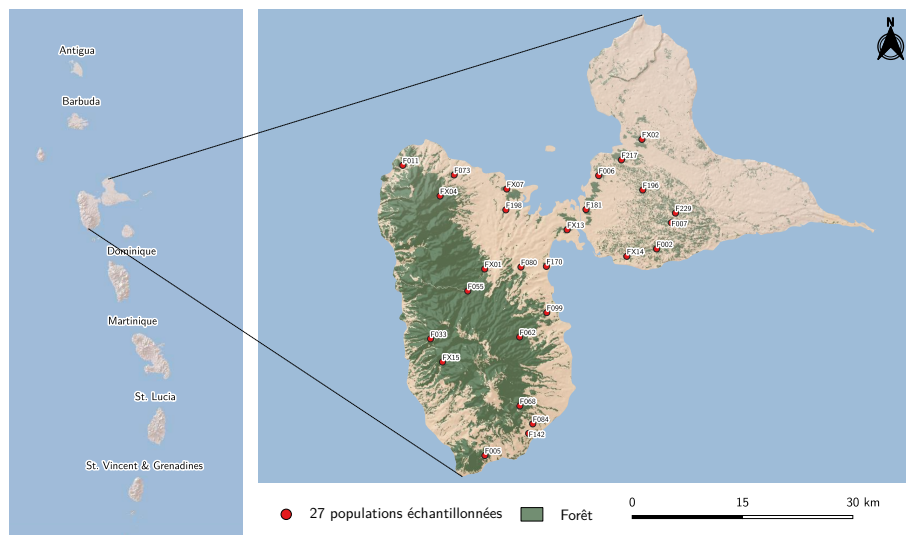 Antigua
Barbuda
Dominique
Martinique
St. Lucia
St. Vincent & Grenadines
N
FX02
F217
F011
F073
F006
FX07
F196
FX04
F198
F181
F229
F007
FX13
F002
FX14
FX01
F080
F170
F055
F099
F033
F062
FX15
F068
F084
F142
F005
27 populations échantillonnées
Forêt
0 15 30 km